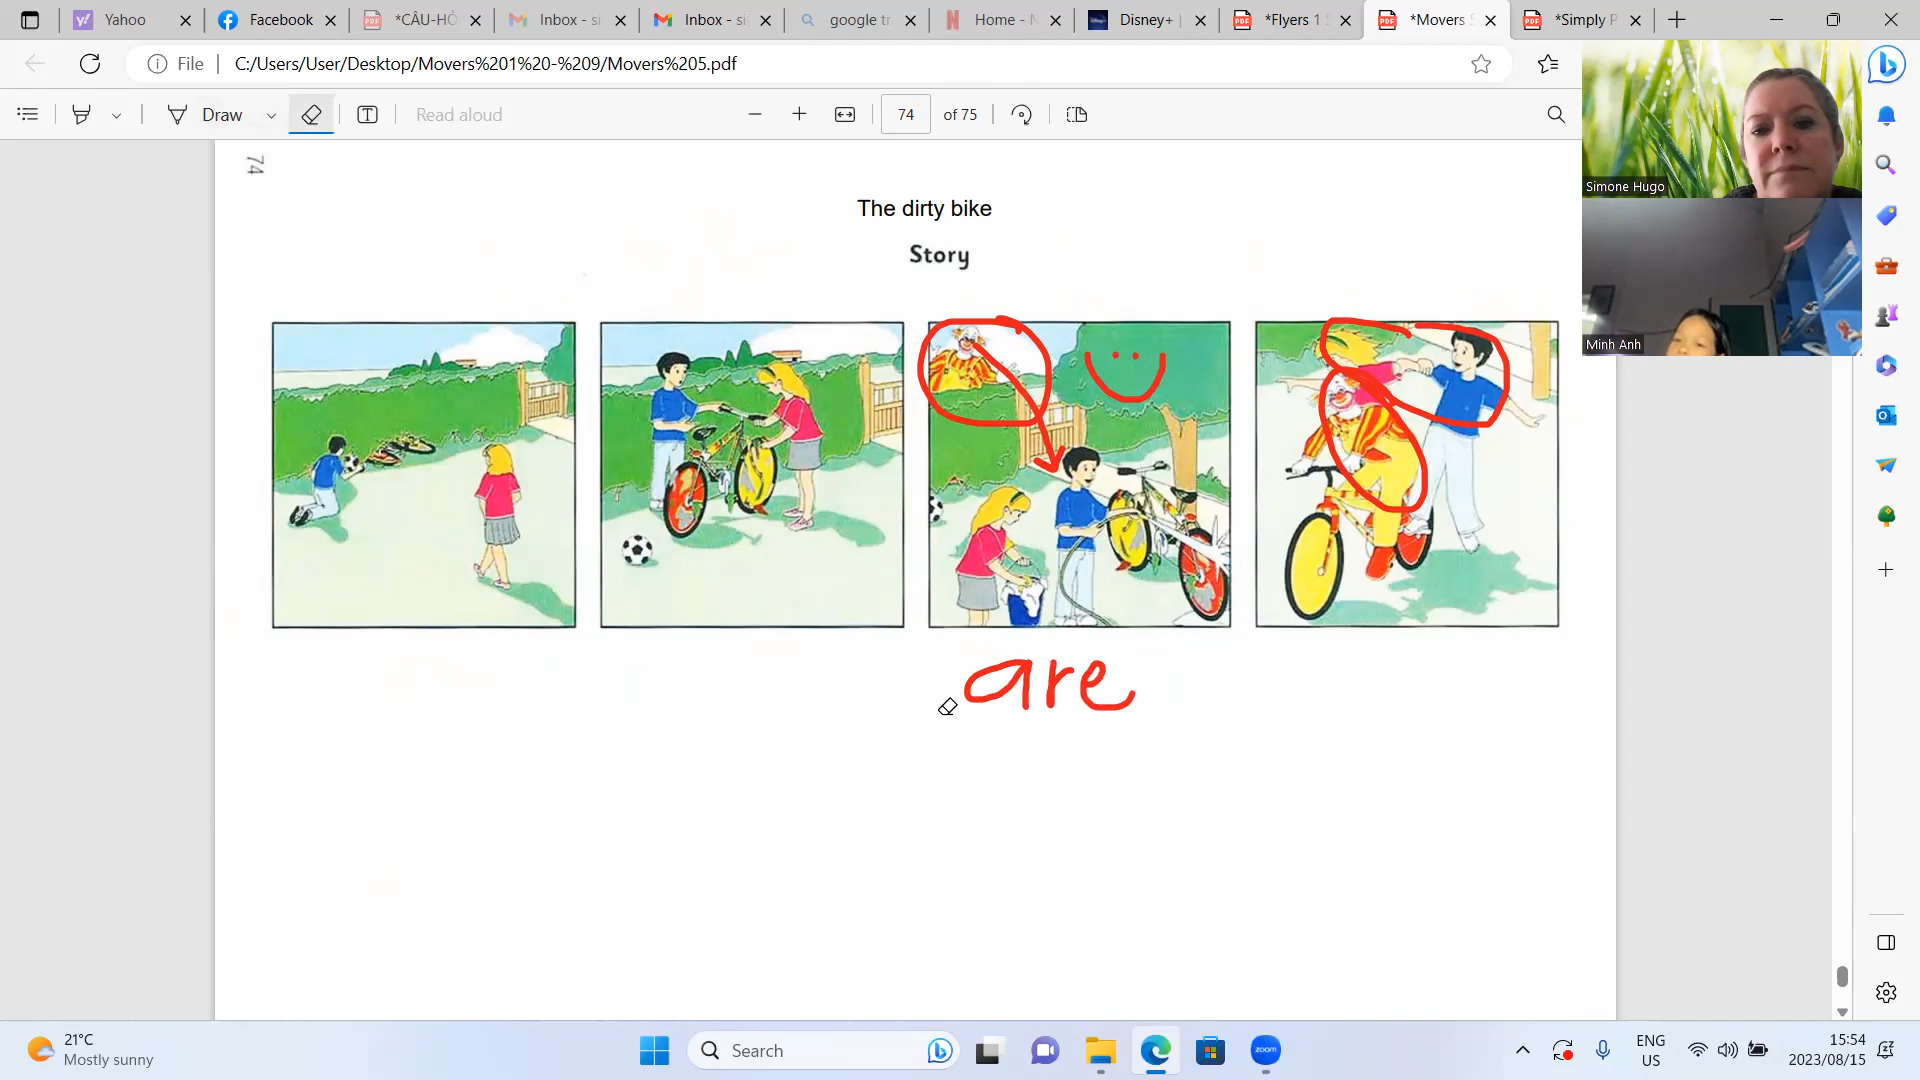 Yahoo
Facebook
*CÂU-HỎ
Inbox - si
Inbox - si
google tr
Home - N
Disney+ |
*Flyers 1 S
*Movers 5
*Simply P
File
C:/Users/User/Desktop/Movers%201%20-%209/Movers%205.pdf
Draw
Read aloud
74
of 75
Simone Hugo
Minh Anh
74
The dirty bike
Story
are
21°C
Mostly sunny
Search
zoom
ENG
US
15:54
2023/08/15